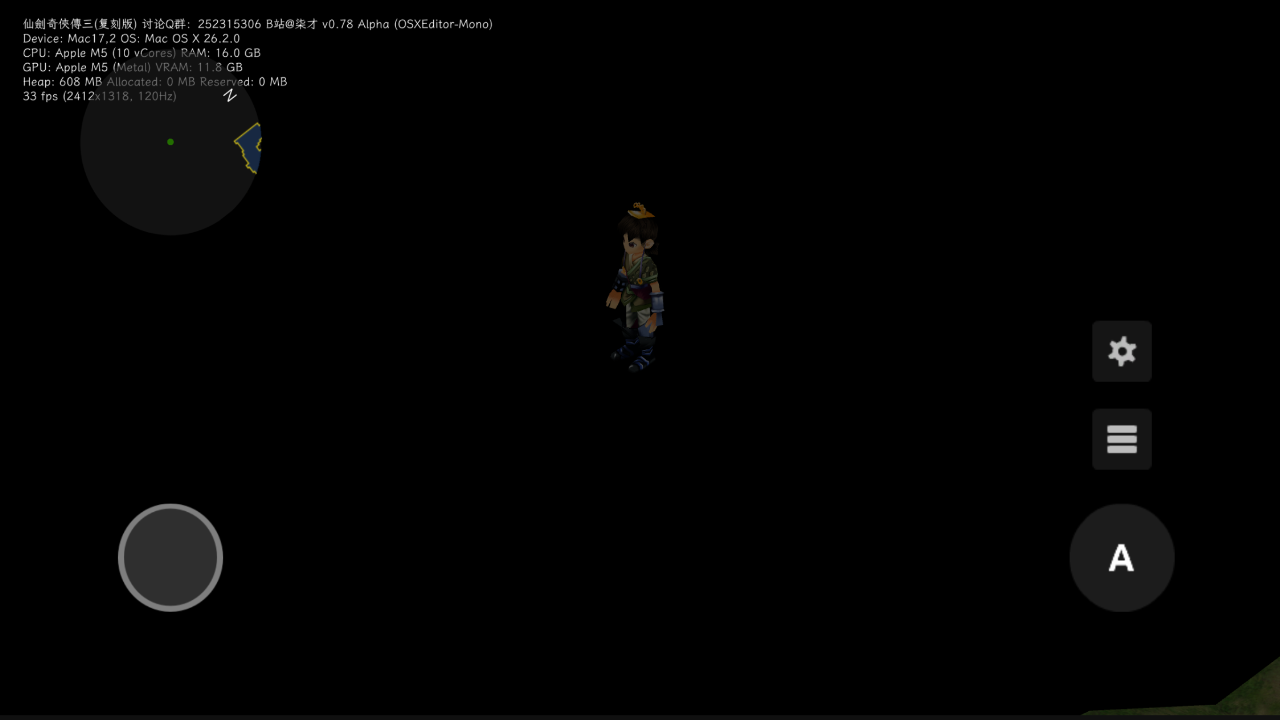 仙劍奇俠傳三(复刻版) 讨论Q群: 252315306 B站@柒才 v0.78 Alpha (OSXEditor-Mono)
Device: Mac17,2 OS: Mac OS X 26.2.0
CPU: Apple M5 (10 vCores) RAM: 16.0 GB
GPU: Apple M5 (Metal) VRAM: 11.8 GB
Heap: 608 MB Allocated: 0 MB Reserved: 0 MB
33 fps (2412x1318, 120Hz)
N
A